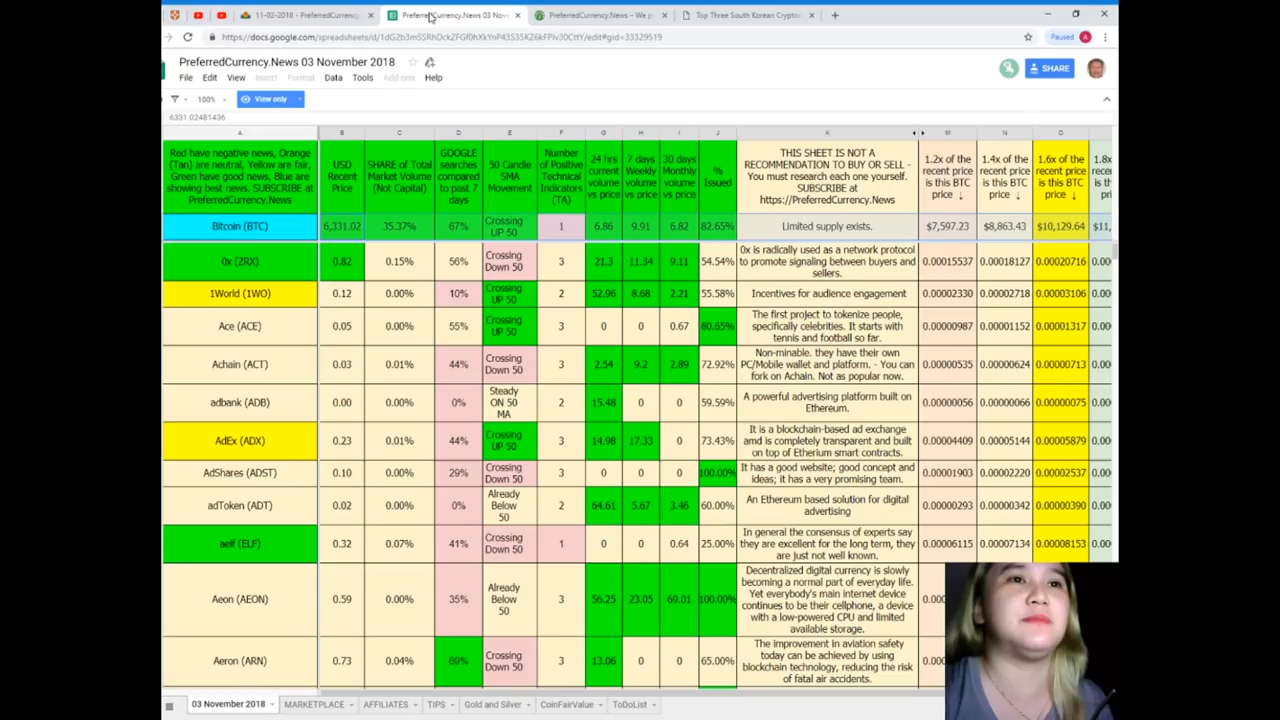 11-02-2018 - PreferredCurrency
PreferredCurrency.News 03 Nov
PreferredCurrency.News – We p
Top Three South Korean Cryptoc
Paused A
PreferredCurrency.News 03 November 2018
File Edit View Insert Format Data Tools Add-ons Help
SHARE
100% View only
6331.02481436
A B C D E F G H I J K M N O
Red have negative news, Orange (Tan) are neutral, Yellow are fair, Green have good news, Blue are showing best news. SUBSCRIBE at PreferredCurrency.News
USD Recent Price
SHARE of Total Market Volume (Not Capital)
GOOGLE searches compared to past 7 days
50 Candle SMA Movement
Number of Positive Technical Indicators (TA)
24 hrs current volume vs price
7 days Weekly volume vs price
30 days Monthly volume vs price
% Issued
THIS SHEET IS NOT A RECOMMENDATION TO BUY OR SELL - You must research each one yourself. SUBSCRIBE at https://PreferredCurrency.News
1.2x of the recent price is this BTC price ↓
1.4x of the recent price is this BTC price ↓
1.6x of the recent price is this BTC price ↓
Bitcoin (BTC) 6,331.02 35.37% 67% Crossing UP 50 1 6.86 9.91 6.82 82.65% Limited supply exists. $7,597.23 $8,863.43 $10,129.64
0x (ZRX) 0.82 0.15% 56% Crossing Down 50 3 21.3 11.34 9.11 54.54% 0x is radically used as a network protocol to promote signaling between buyers and sellers. 0.00015537 0.00018127 0.00020716
1World (1WO) 0.12 0.00% 10% Crossing UP 50 2 52.96 8.68 2.21 55.58% Incentives for audience engagement 0.00002330 0.00002718 0.00003106
Ace (ACE) 0.05 0.00% 55% Crossing UP 50 3 0 0 0.67 80.65% The first project to tokenize people, specifically celebrities. It starts with tennis and football so far. 0.00000987 0.00001152 0.00001317
Achain (ACT) 0.03 0.01% 44% Crossing Down 50 3 2.54 9.2 2.89 72.92% Non-minable. they have their own PC/Mobile wallet and platform. - You can fork on Achain. Not as popular now. 0.00000535 0.00000624 0.00000713
adbank (ADB) 0.00 0.00% 0% Steady ON 50 MA 2 15.48 0 0 59.59% A powerful advertising platform built on Ethereum. 0.00000056 0.00000066 0.00000075
AdEx (ADX) 0.23 0.01% 44% Crossing UP 50 3 14.98 17.33 0 73.43% It is a blockchain-based ad exchange amd is completely transparent and built on top of Etherium smart contracts. 0.00004409 0.00005144 0.00005879
AdShares (ADST) 0.10 0.00% 29% Crossing Down 50 3 0 0 0 100.00% It has a good website; good concept and ideas; it has a very promising team. 0.00001903 0.00002220 0.00002537
adToken (ADT) 0.02 0.00% 0% Already Below 50 2 64.61 5.67 3.46 60.00% An Ethereum based solution for digital advertising 0.00000293 0.00000342 0.00000390
aelf (ELF) 0.32 0.07% 41% Crossing Down 50 1 0 0 0.64 25.00% In general the consensus of experts say they are excellent for the long term, they are just not well known. 0.00006115 0.00007134 0.00008153
Aeon (AEON) 0.59 0.00% 35% Already Below 50 3 56.25 23.05 69.01 100.00% Decentralized digital currency is slowly becoming a normal part of everyday life. Yet everybody's main internet device continues to be their cellphone, a device with a low-powered CPU and limited available storage.
Aeron (ARN) 0.73 0.04% 69% Crossing Down 50 3 13.06 0 0 65.00% The improvement in aviation safety today can be achieved by using blockchain technology, reducing the risk of fatal air accidents.
03 November 2018 MARKETPLACE AFFILIATES TIPS Gold and Silver CoinFairValue ToDoList